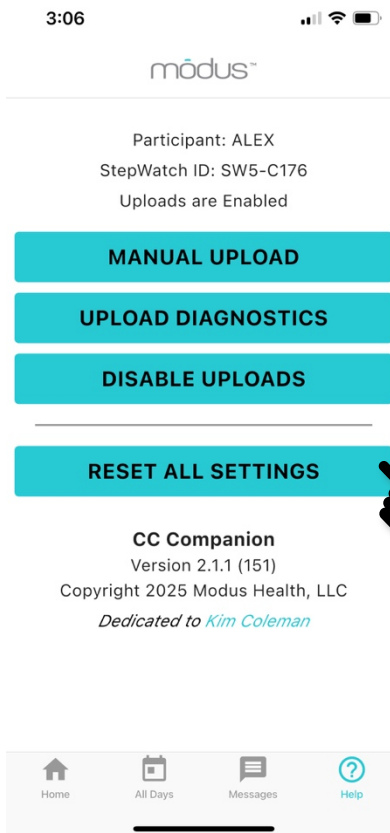 3:06
mōdus™
Participant: ALEX
StepWatch ID: SW5-C176
Uploads are Enabled
MANUAL UPLOAD
UPLOAD DIAGNOSTICS
DISABLE UPLOADS
RESET ALL SETTINGS
CC Companion
Version 2.1.1 (151)
Copyright 2025 Modus Health, LLC
Dedicated to Kim Coleman
Home
All Days
Messages
Help